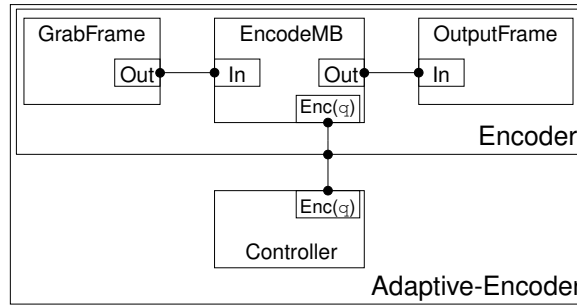 GrabFrame EncodeMB OutputFrame
Out In Out In
Enc(q)
Encoder
Enc(q)
Controller
Adaptive-Encoder